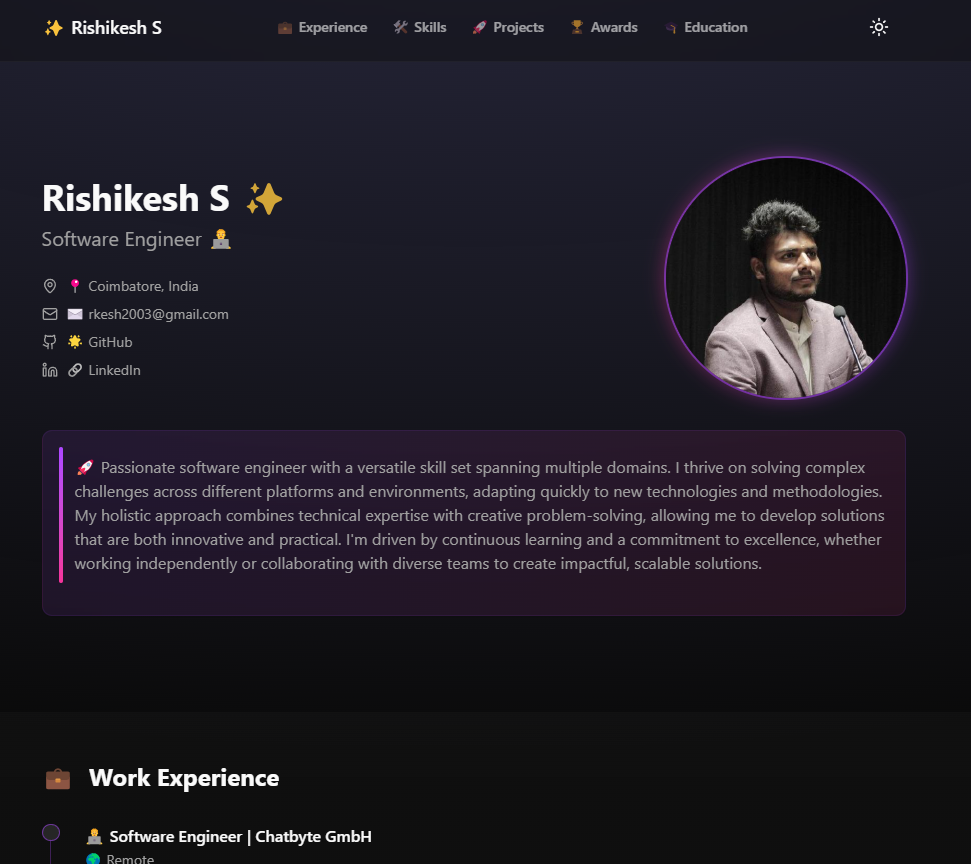 ✨ Rishikesh S
💼 Experience
🛠️ Skills
🚀 Projects
🏆 Awards
🎓 Education
Rishikesh S ✨
Software Engineer 👨‍💻
📍 Coimbatore, India
✉️ rkesh2003@gmail.com
🌟 GitHub
🔗 LinkedIn
🚀 Passionate software engineer with a versatile skill set spanning multiple domains. I thrive on solving complex
challenges across different platforms and environments, adapting quickly to new technologies and methodologies.
My holistic approach combines technical expertise with creative problem-solving, allowing me to develop solutions
that are both innovative and practical. I'm driven by continuous learning and a commitment to excellence, whether
working independently or collaborating with diverse teams to create impactful, scalable solutions.
💼 Work Experience
👨‍💻 Software Engineer | Chatbyte GmbH
🌍 Remote